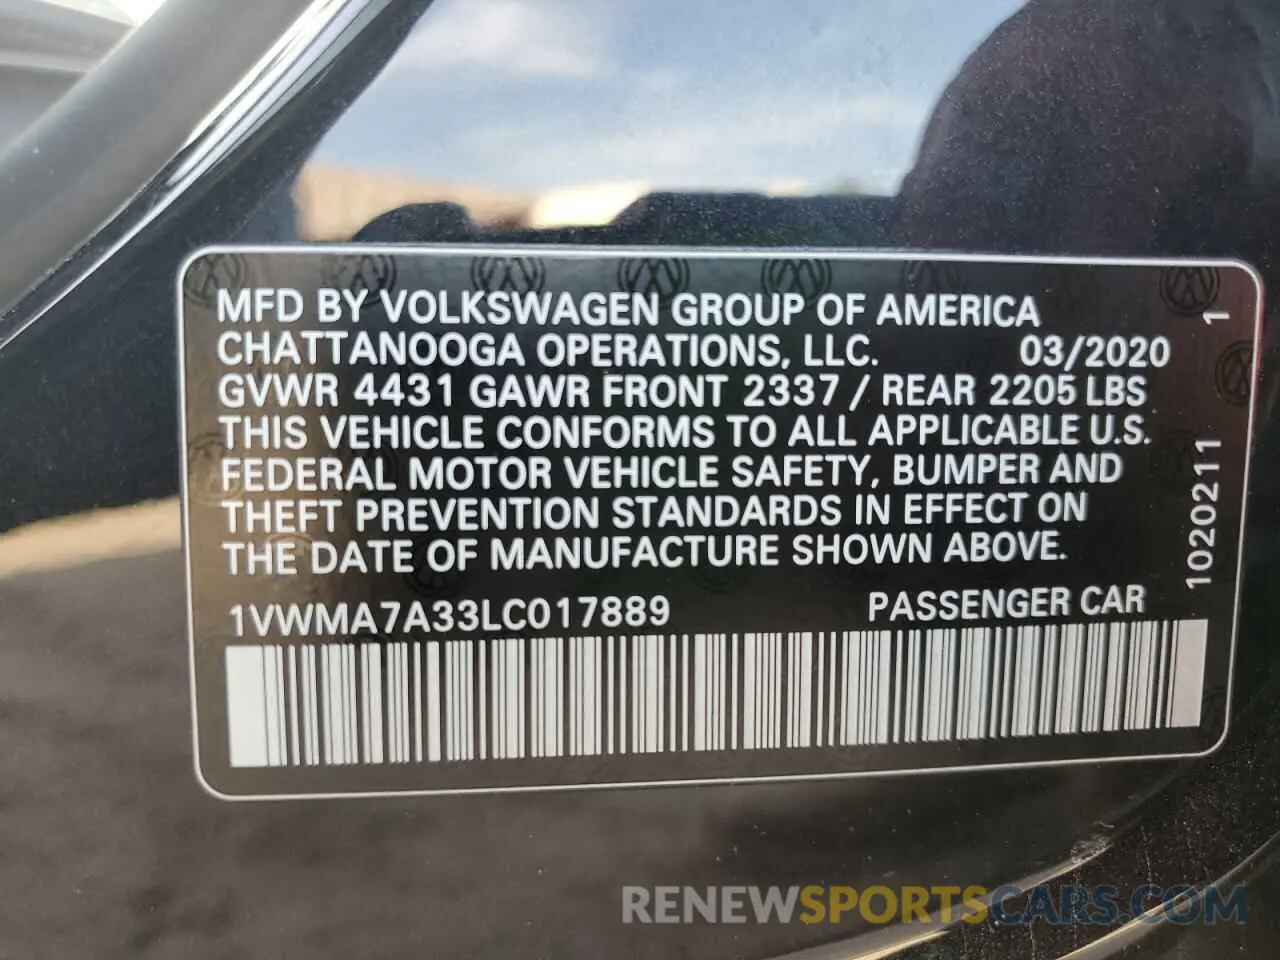 MFD BY VOLKSWAGEN GROUP OF AMERICA
CHATTANOOGA OPERATIONS, LLC. 03/2020
GVWR 4431 GAWR FRONT 2337 / REAR 2205 LBS
THIS VEHICLE CONFORMS TO ALL APPLICABLE U.S.
FEDERAL MOTOR VEHICLE SAFETY, BUMPER AND
THEFT PREVENTION STANDARDS IN EFFECT ON
THE DATE OF MANUFACTURE SHOWN ABOVE.
1VWMA7A33LC017889 PASSENGER CAR
1020211 1
RENEWSPORTSCARS.COM